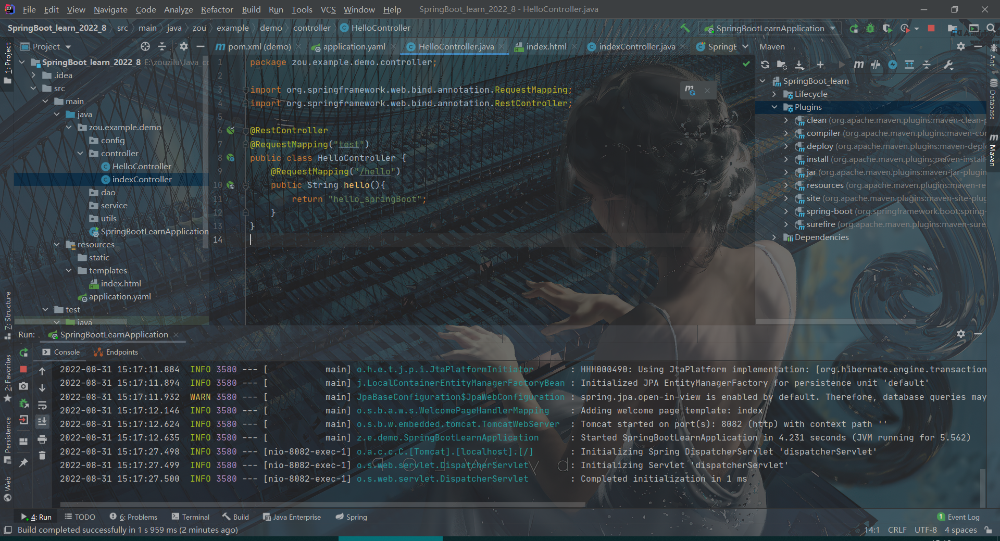 File Edit View Navigate Code Analyze Refactor Build Run Tools VCS Window Help SpringBoot_learn_2022_8 - HelloController.java
SpringBoot_learn_2022_8 src main java zou example demo controller HelloController SpringBootLearnApplication
1: Project
Project
pom.xml (demo) application.yaml HelloController.java index.html indexController.java SpringE
Maven
SpringBoot_learn_2022_8 E:\zouzilu\Java_co
.idea
src
main
java
zou.example.demo
config
controller
HelloController
indexController
dao
service
utils
SpringBootLearnApplication
resources
static
templates
index.html
application.yaml
test
java
1 package zou.example.demo.controller;
2
3 import org.springframework.web.bind.annotation.RequestMapping;
4 import org.springframework.web.bind.annotation.RestController;
5
6 @RestController
7 @RequestMapping("test")
8 public class HelloController {
9 @RequestMapping("/hello")
10 public String hello(){
11 return "hello_springBoot";
12 }
13 }
14
SpringBoot_learn
Lifecycle
Plugins
clean (org.apache.maven.plugins:maven-clean-p
compiler (org.apache.maven.plugins:maven-con
deploy (org.apache.maven.plugins:maven-depl
install (org.apache.maven.plugins:maven-install
jar (org.apache.maven.plugins:maven-jar-plugin
resources (org.apache.maven.plugins:maven-re
site (org.apache.maven.plugins:maven-site-plug
spring-boot (org.springframework.boot:spring-
surefire (org.apache.maven.plugins:maven-sure
Dependencies
Ant
Database
Maven
7: Structure
2: Favorites
Persistence
Web
Run: SpringBootLearnApplication
Console Endpoints
2022-08-31 15:17:11.884 INFO 3580 --- [ main] o.h.e.t.j.p.i.JtaPlatformInitiator : HHH000490: Using JtaPlatform implementation: [org.hibernate.engine.transaction
2022-08-31 15:17:11.894 INFO 3580 --- [ main] j.LocalContainerEntityManagerFactoryBean : Initialized JPA EntityManagerFactory for persistence unit 'default'
2022-08-31 15:17:11.932 WARN 3580 --- [ main] JpaBaseConfiguration$JpaWebConfiguration : spring.jpa.open-in-view is enabled by default. Therefore, database queries may
2022-08-31 15:17:12.146 INFO 3580 --- [ main] o.s.b.a.w.s.WelcomePageHandlerMapping : Adding welcome page template: index
2022-08-31 15:17:12.624 INFO 3580 --- [ main] o.s.b.w.embedded.tomcat.TomcatWebServer : Tomcat started on port(s): 8082 (http) with context path ''
2022-08-31 15:17:12.635 INFO 3580 --- [ main] z.e.demo.SpringBootLearnApplication : Started SpringBootLearnApplication in 4.231 seconds (JVM running for 5.562)
2022-08-31 15:17:27.498 INFO 3580 --- [nio-8082-exec-1] o.a.c.c.C.[Tomcat].[localhost].[/] : Initializing Spring DispatcherServlet 'dispatcherServlet'
2022-08-31 15:17:27.499 INFO 3580 --- [nio-8082-exec-1] o.s.web.servlet.DispatcherServlet : Initializing Servlet 'dispatcherServlet'
2022-08-31 15:17:27.500 INFO 3580 --- [nio-8082-exec-1] o.s.web.servlet.DispatcherServlet : Completed initialization in 1 ms
4: Run TODO 6: Problems Terminal Build Java Enterprise Spring 1 Event Log
Build completed successfully in 1 s 959 ms (2 minutes ago) 14:1 CRLF UTF-8 4 spaces